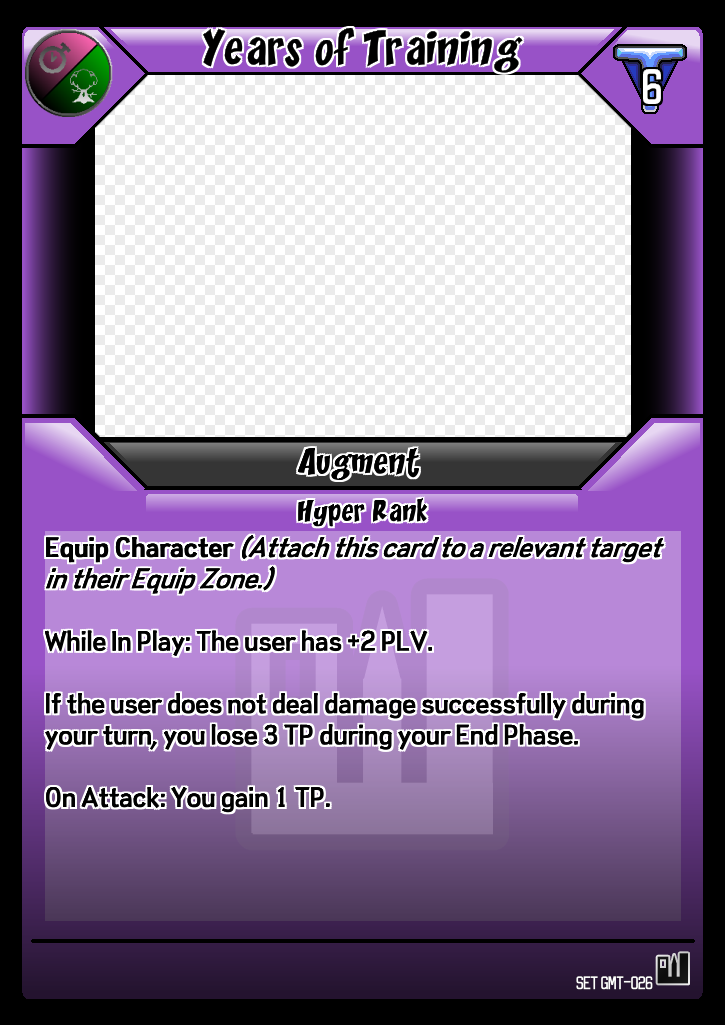 Years of Training
6
Augment
Hyper Rank
Equip Character (Attach this card to a relevant target
in their Equip Zone.)
While In Play: The user has +2 PLV.
If the user does not deal damage successfully during
your turn, you lose 3 TP during your End Phase.
On Attack: You gain 1 TP.
SET GMT-026